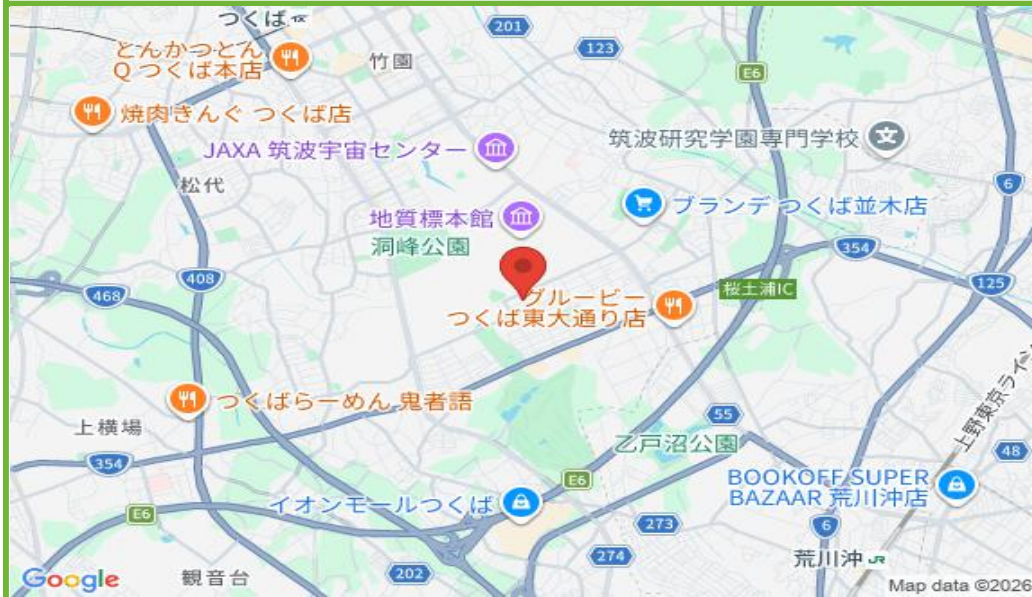 つくば
201
123
とんかつとん
Q つくば本店
竹園
E6
焼肉きんぐ つくば店
JAXA 筑波宇宙センター
筑波研究学園専門学校
松代
6
地質標本館
ブランデ つくば並木店
洞峰公園
354
408
468
桜土浦IC
125
グルービー
つくば東大通り店
つくばらーめん 鬼者語
上横場
55
乙戸沼公園
上野東京ライン
354
48
BOOKOFF SUPER
BAZAAR 荒川沖店
E6
イオンモールつくば
E6
273
6
274
荒川沖 JR
Google
観音台
202
Map data ©2026